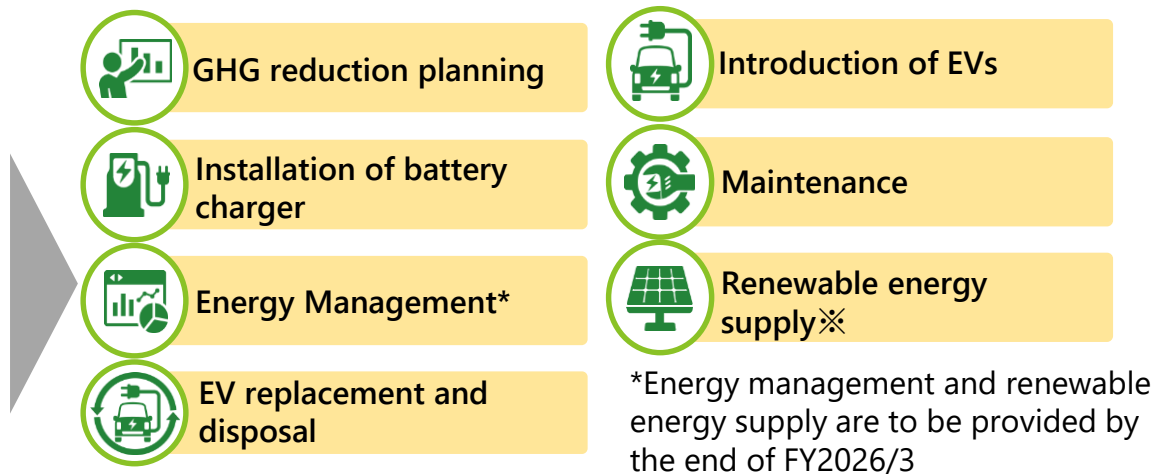 GHG reduction planning
Introduction of EVs
Installation of battery
charger
Maintenance
Energy Management*
Renewable energy
supply※
EV replacement and
disposal
*Energy management and renewable
energy supply are to be provided by
the end of FY2026/3